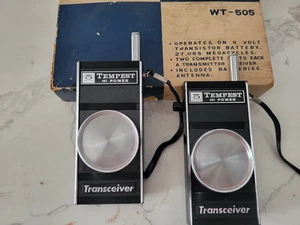 WT-505
• OPERATES ON 9 VOLT
TRANSISTOR BATTERY,
27.065 MEGACYCLES.
• TWO COMPLETE SETS EACH
A TRANSMITTER, RECEIVER.
• INCLUDES BATTERIES,
ANTENNA.
TEMPEST
HI POWER
Transceiver
TEMPEST
HI POWER
Transceiver